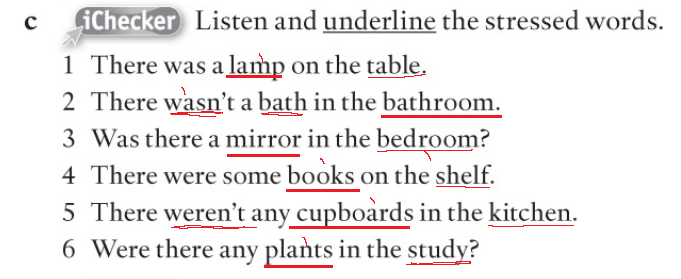 c iChecker Listen and underline the stressed words.
1 There was a lamp on the table.
2 There wasn't a bath in the bathroom.
3 Was there a mirror in the bedroom?
4 There were some books on the shelf.
5 There weren't any cupboards in the kitchen.
6 Were there any plants in the study?